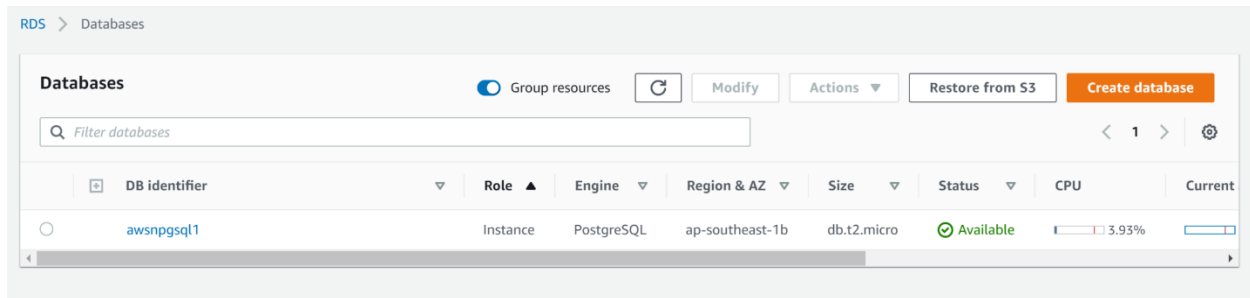 RDS > Databases
Databases Group resources Modify Actions Restore from S3 Create database
Filter databases < 1 >
DB identifier Role Engine Region & AZ Size Status CPU Current
awsnpgsql1 Instance PostgreSQL ap-southeast-1b db.t2.micro Available 3.93%